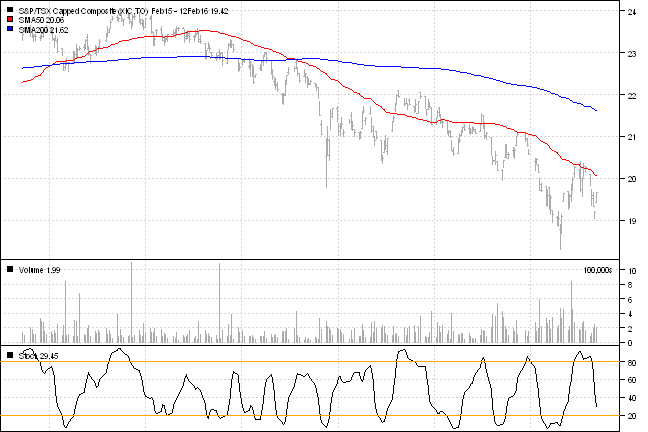 S&P/TSX Capped Composite (XIC.TO) Feb15 - 12Feb16 19.42
SMA50 20.06
SMA200 21.62
24
23
22
21
20
19
Volume 1.99
100,000s
10
8
6
4
2
0
Stoch 29.45
80
60
40
20